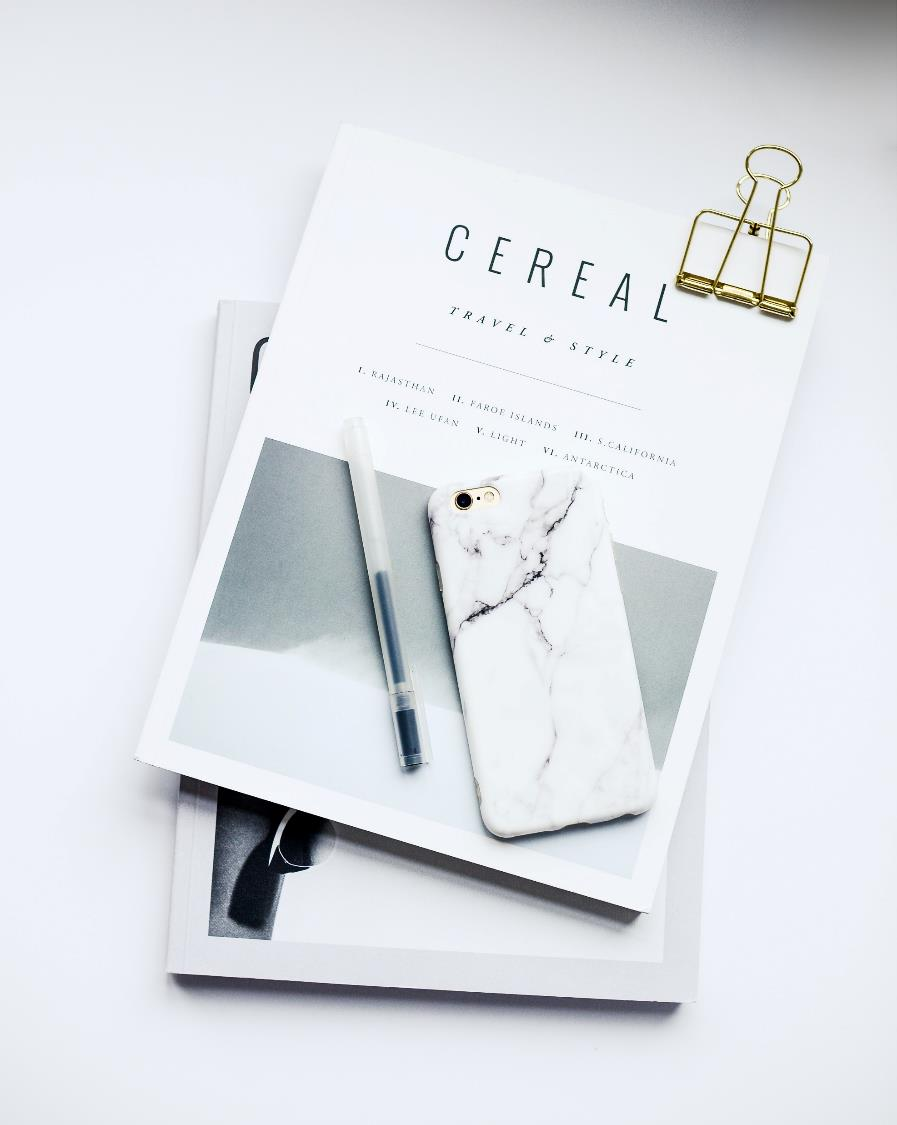 CEREAL
TRAVEL & STYLE
I. RAJASTHAN II. FAROE ISLANDS III. S.CALIFORNIA
IV. LEE UFAN V. LIGHT VI. ANTARCTICA